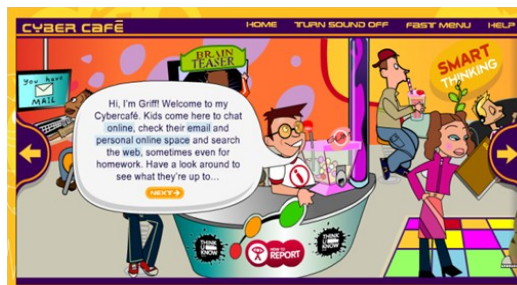 CYBER CAFÉ
HOME TURN SOUND OFF FAST MENU HELP
BRAIN
TEASER
SMART
THINKING
You have
MAIL
Hi, I'm Griff! Welcome to my
Cybercafé. Kids come here to chat
online, check their email and
personal online space and search
the web, sometimes even for
homework. Have a look around to
see what they're up to...
NEXT
THINK
U
KNOW
HOW TO
REPORT
THINK
U
KNOW